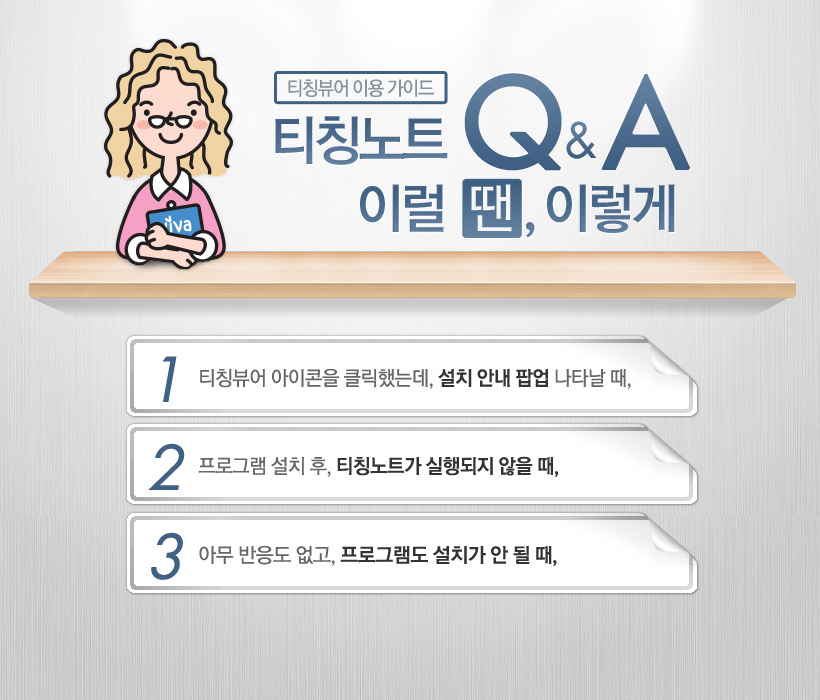 티칭뷰어 이용 가이드
티칭노트 Q&A
이럴 땐, 이렇게
1 티칭뷰어 아이콘을 클릭했는데, 설치 안내 팝업 나타날 때,
2 프로그램 설치 후, 티칭노트가 실행되지 않을 때,
3 아무 반응도 없고, 프로그램도 설치가 안 될 때,